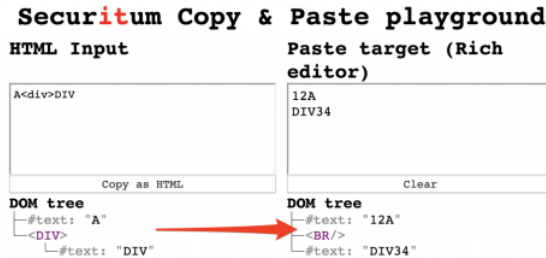 Securitum Copy & Paste playground
HTML Input
A<div>DIV
Copy as HTML
DOM tree
#text: "A"
<DIV>
#text: "DIV"
Paste target (Rich
editor)
12A
DIV34
Clear
DOM tree
#text: "12A"
<BR/>
#text: "DIV34"